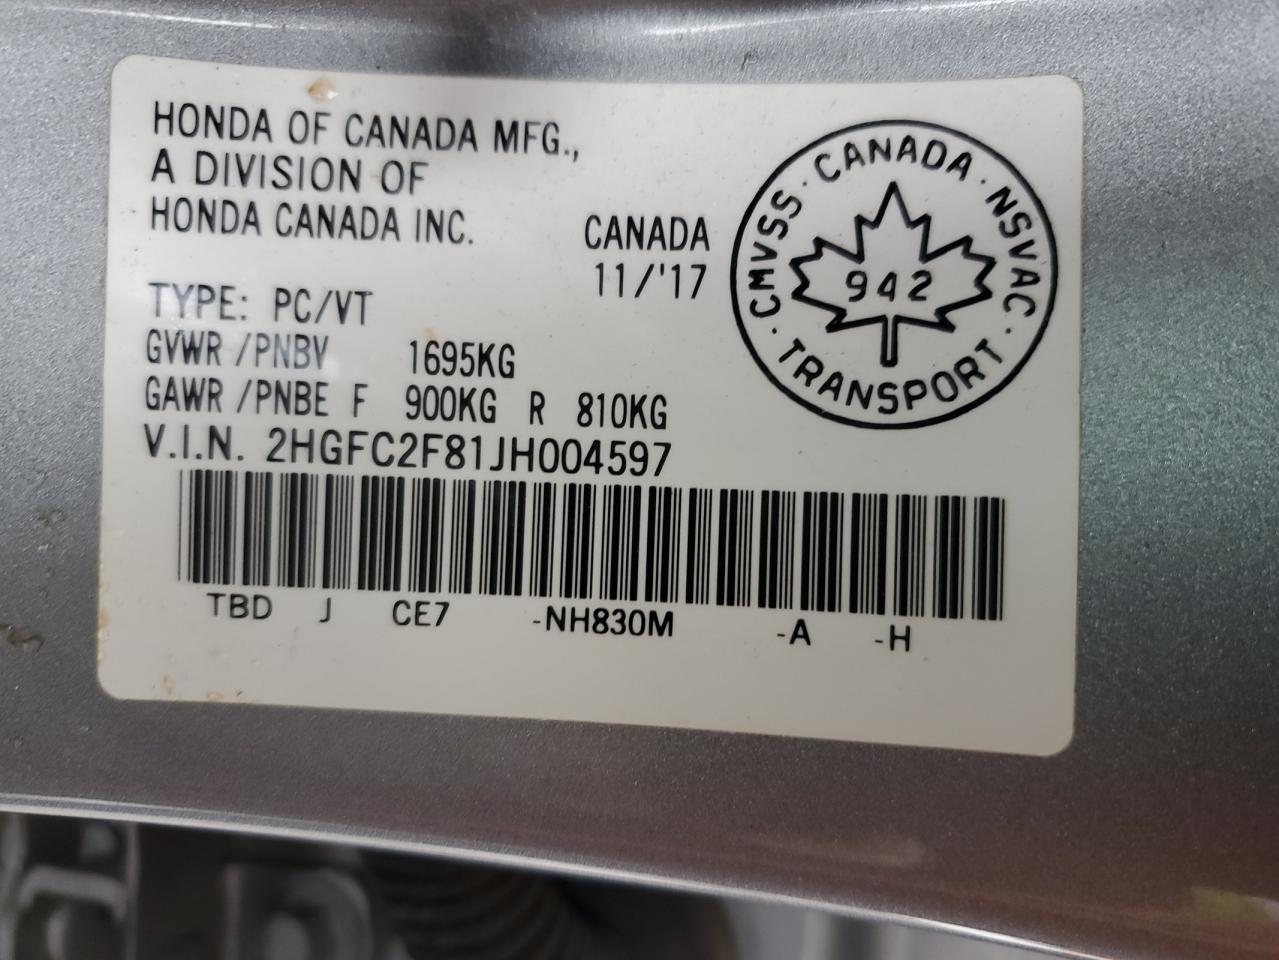 HONDA OF CANADA MFG.,
A DIVISION OF
HONDA CANADA INC.
CANADA
11/'17
CMVSS · CANADA · NSVAC · TRANSPORT ·
942
TYPE: PC/VT
GVWR /PNBV 1695KG
GAWR /PNBE F 900KG R 810KG
V.I.N. 2HGFC2F81JH004597
TBD J CE7 -NH830M -A -H